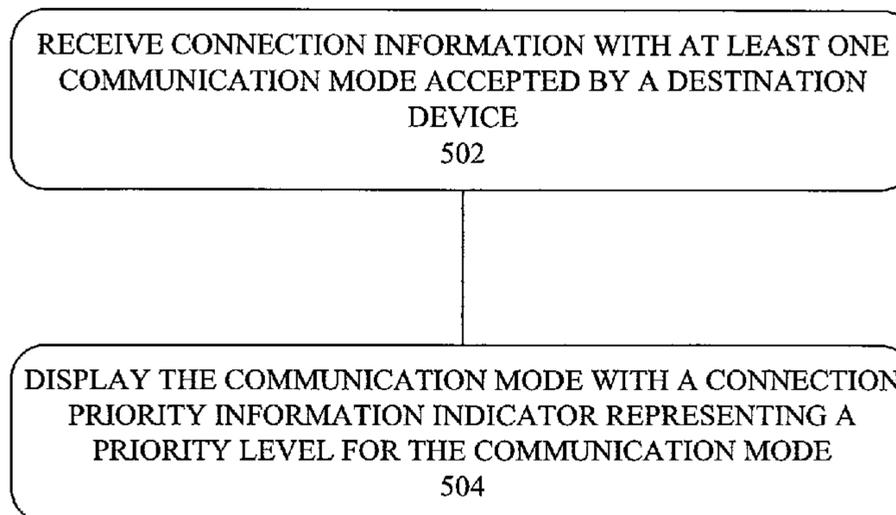 RECEIVE CONNECTION INFORMATION WITH AT LEAST ONE
COMMUNICATION MODE ACCEPTED BY A DESTINATION
DEVICE
502
DISPLAY THE COMMUNICATION MODE WITH A CONNECTION
PRIORITY INFORMATION INDICATOR REPRESENTING A
PRIORITY LEVEL FOR THE COMMUNICATION MODE
504